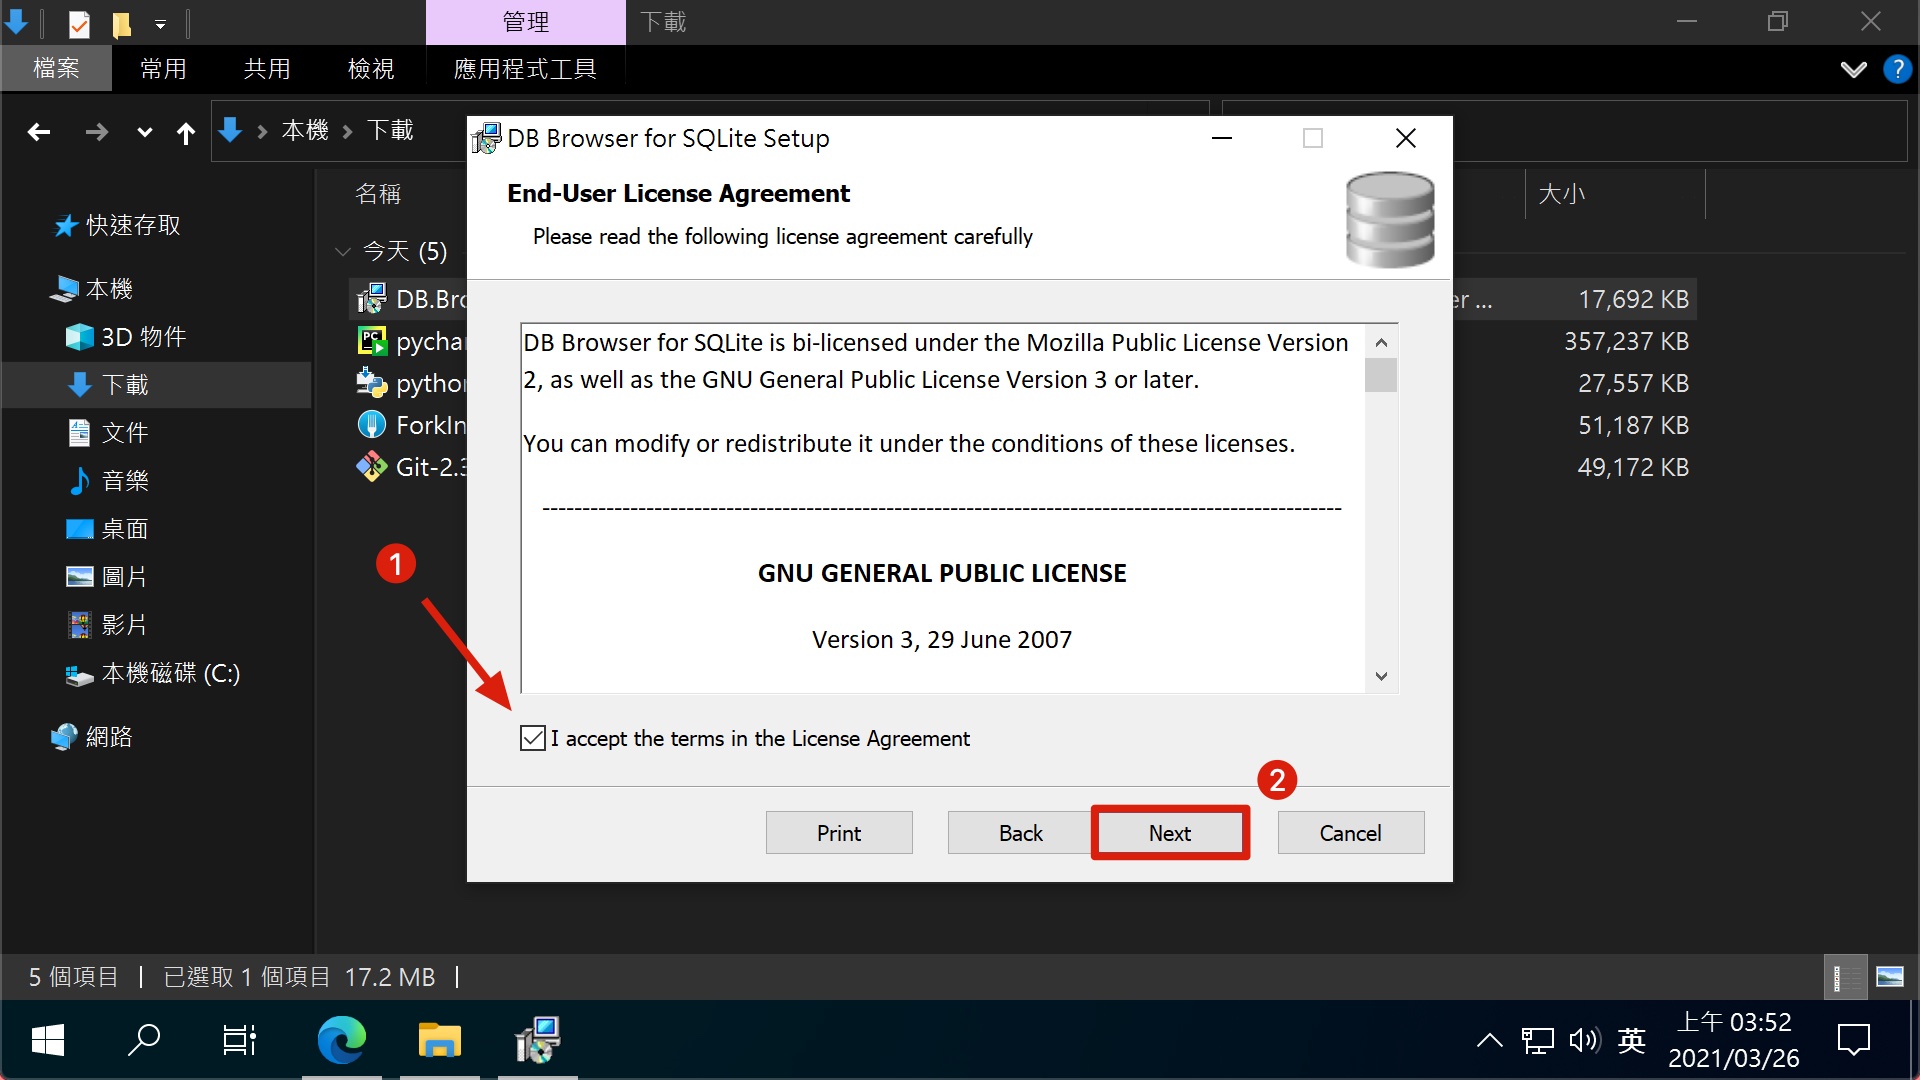 管理
下載
檔案
常用
共用
檢視
應用程式工具
本機
下載
快速存取
本機
3D 物件
下載
文件
音樂
桌面
圖片
影片
本機磁碟 (C:)
網路
名稱
大小
今天 (5)
DB.Bro
er ...
17,692 KB
pychar
357,237 KB
python
27,557 KB
ForkIn
51,187 KB
Git-2.3
49,172 KB
DB Browser for SQLite Setup
End-User License Agreement
Please read the following license agreement carefully
DB Browser for SQLite is bi-licensed under the Mozilla Public License Version
2, as well as the GNU General Public License Version 3 or later.
You can modify or redistribute it under the conditions of these licenses.
--------------------------------------------------------------------------------------------------------
GNU GENERAL PUBLIC LICENSE
Version 3, 29 June 2007
1
I accept the terms in the License Agreement
2
Print
Back
Next
Cancel
5 個項目
已選取 1 個項目 17.2 MB
英
上午 03:52
2021/03/26